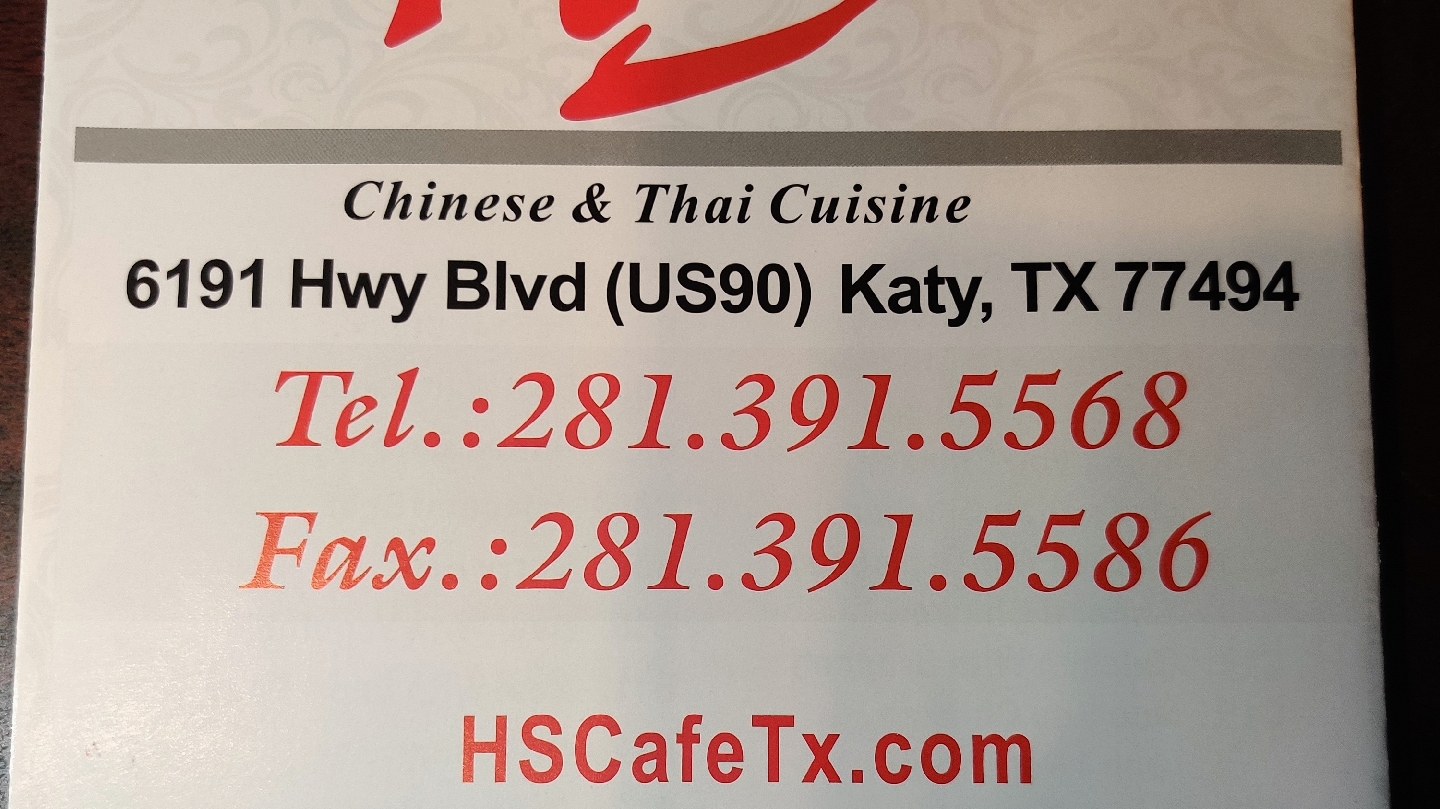 Chinese & Thai Cuisine
6191 Hwy Blvd (US90) Katy, TX 77494
Tel.:281.391.5568
Fax.:281.391.5586
HSCafeTx.com